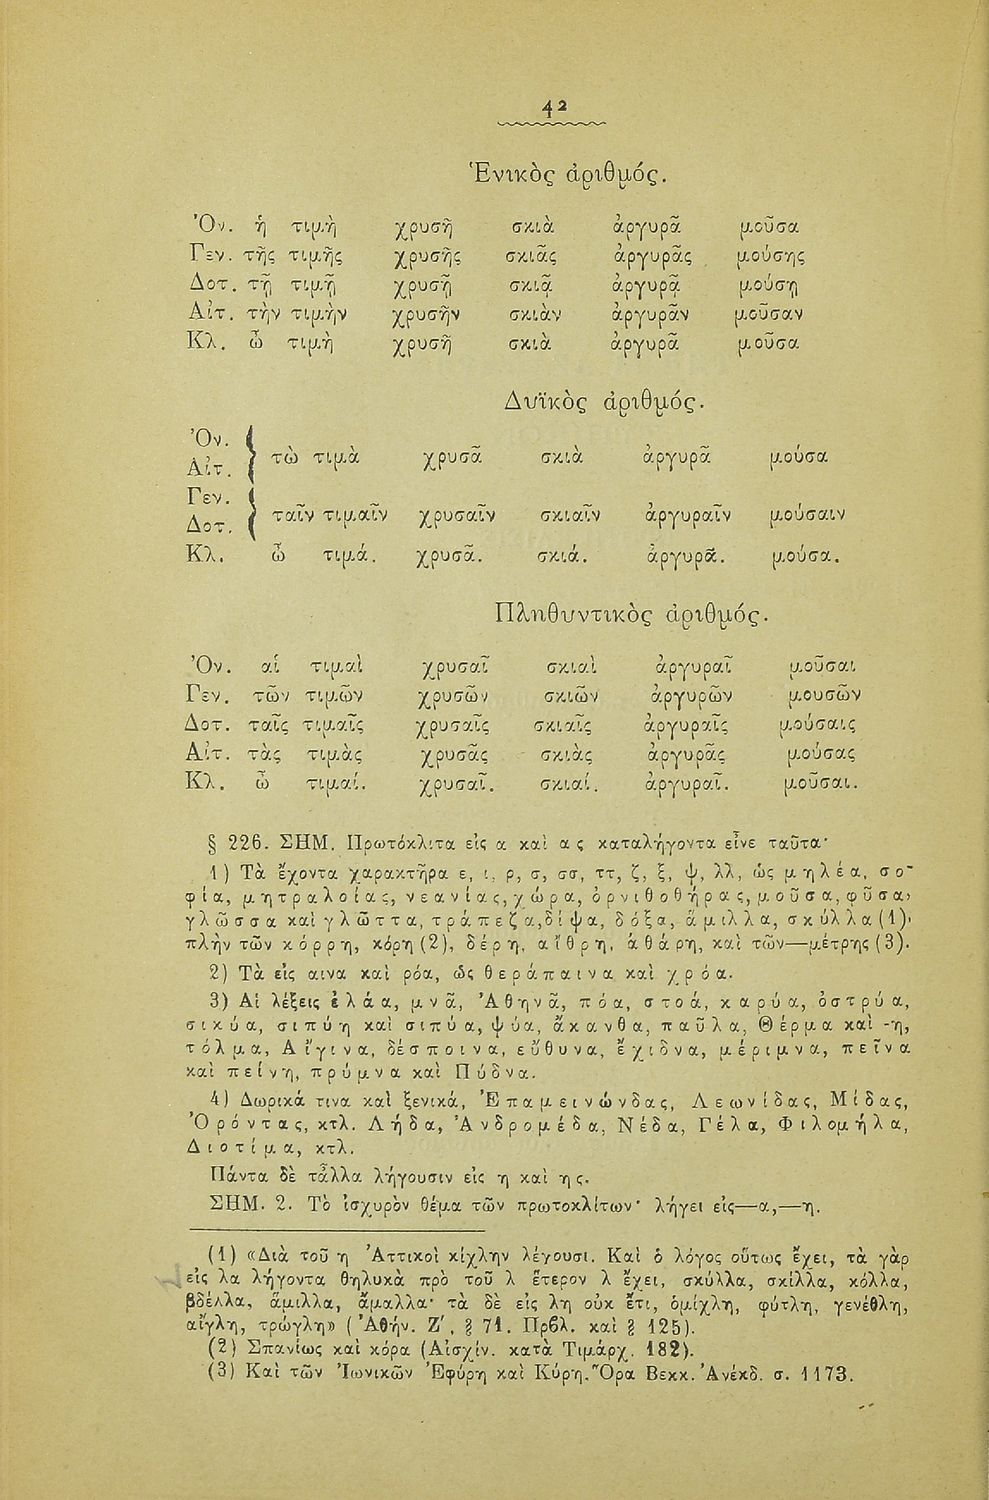 42
Ἑνικὸς ἀριθμός.
Ὀν. ἡ τιμὴ χρυσῆ σκιὰ ἀργυρᾶ μοῦσα
Γεν. τῆς τιμῆς χρυσῆς σκιᾶς ἀργυρᾶς μούσης
Δοτ. τῇ τιμῇ χρυσῇ σκιᾷ ἀργυρᾷ μούσῃ
Αἰτ. τὴν τιμὴν χρυσῆν σκιὰν ἀργυρᾶν μοῦσαν
Κλ. ὦ τιμὴ χρυσῆ σκιὰ ἀργυρᾶ μοῦσα
Δυϊκὸς ἀριθμός.
Ὀν.
Αἰτ. τὼ τιμὰ χρυσᾶ σκιὰ ἀργυρᾶ μούσα
Γεν.
Δοτ. ταῖν τιμαῖν χρυσαῖν σκιαῖν ἀργυραῖν μούσαιν
Κλ. ὦ τιμά. χρυσᾶ. σκιά. ἀργυρᾶ. μούσα.
Πληθυντικὸς ἀριθμός.
Ὀν. αἱ τιμαὶ χρυσαῖ σκιαὶ ἀργυραῖ μοῦσαι
Γεν. τῶν τιμῶν χρυσῶν σκιῶν ἀργυρῶν μουσῶν
Δοτ. ταῖς τιμαῖς χρυσαῖς σκιαῖς ἀργυραῖς μούσαις
Αἰτ. τὰς τιμὰς χρυσᾶς σκιὰς ἀργυρᾶς μούσας
Κλ. ὦ τιμαί. χρυσαῖ. σκιαί. ἀργυραῖ. μοῦσαι.
§ 226. ΣΗΜ. Πρωτόκλιτα εἰς α καὶ ας καταλήγοντα εἶνε ταῦτα·
1) Τὰ ἔχοντα χαρακτῆρα ε, ι, ρ, σ, σσ, ττ, ζ, ξ, ψ, λλ, ὡς μηλέα, σο-
φία, μητραλοίας, νεανίας, χώρα, ὀρνιθοθήρας, μοῦσα, φῦσα,
γλῶσσα καὶ γλῶττα, τράπεζα, δίψα, δόξα, ἅμιλλα, σκύλλα (1),
πλὴν τῶν κόρρη, κόρη (2), δέρη, αἴθρη, ἀθάρη, καὶ τῶν—μέτρης (3).
2) Τὰ εἰς αινα καὶ ρόα, ὡς θεράπαινα καὶ χρόα.
3) Αἱ λέξεις ἐλάα, μνᾶ, Ἀθηνᾶ, πόα, στοά, καρύα, ὀστρύα,
σικύα, σιπύη καὶ σιπύα, ψύα, ἄκανθα, παῦλα, Θέρμα καὶ -η,
τόλμα, Αἴγινα, δέσποινα, εὔθυνα, ἔχιδνα, μέριμνα, πεῖνα
καὶ πείνη, πρύμνα καὶ Πύδνα.
4) Δωρικά τινα καὶ ξενικά, Ἐπαμεινώνδας, Λεωνίδας, Μίδας,
Ὀρόντας, κτλ. Λήδα, Ἀνδρομέδα, Νέδα, Γέλα, Φιλομήλα,
Διοτίμα, κτλ.
Πάντα δὲ τἆλλα λήγουσιν εἰς η καὶ ης.
ΣΗΜ. 2. Τὸ ἰσχυρὸν θέμα τῶν πρωτοκλίτων· λήγει εἰς—α,—η.
(1) «Διὰ τοῦ η Ἀττικοὶ κίχλην λέγουσι. Καὶ ὁ λόγος οὕτως ἔχει, τὰ γὰρ
εἰς λα λήγοντα θηλυκὰ πρὸ τοῦ λ ἕτερον λ ἔχει, σκύλλα, σκίλλα, κόλλα,
βδέλλα, ἅμιλλα, ἄμαλλα· τὰ δὲ εἰς λη οὐκ ἔτι, ὁμίχλη, φύτλη, γενέθλη,
αἴγλη, τρώγλη» (Ἀθήν. Ζ΄, § 71. Πρβλ. καὶ § 125).
(2) Σπανίως καὶ κόρα (Αἰσχίν. κατὰ Τιμάρχ. 182).
(3) Καὶ τῶν Ἰωνικῶν Ἐφύρη καὶ Κύρη. Ὅρα Βεκκ. Ἀνέκδ. σ. 1173.